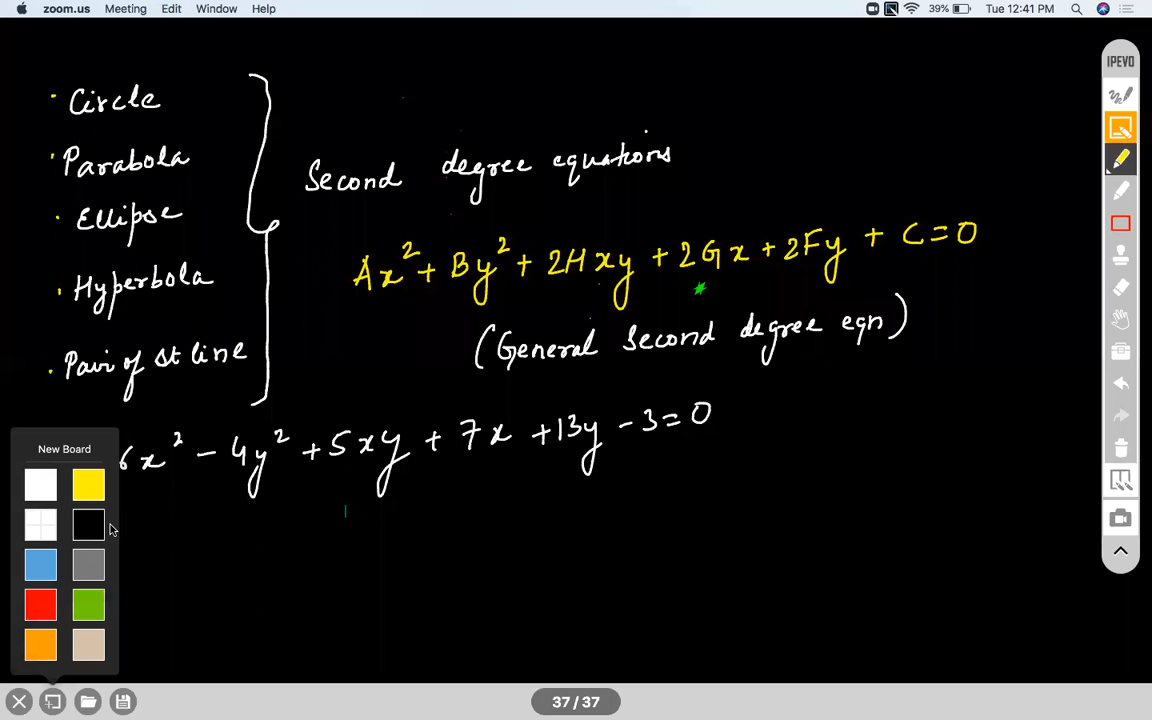 zoom.us Meeting Edit Window Help 39% Tue 12:41 PM
IPEVO
· Circle
· Parabola
· Ellipse
· Hyperbola
· Pair of St line
Second degree equations
Ax² + By² + 2Hxy + 2Gx + 2Fy + C = 0
(General Second degree eqn)
6x² - 4y² + 5xy + 7x + 13y - 3 = 0
New Board
37 / 37